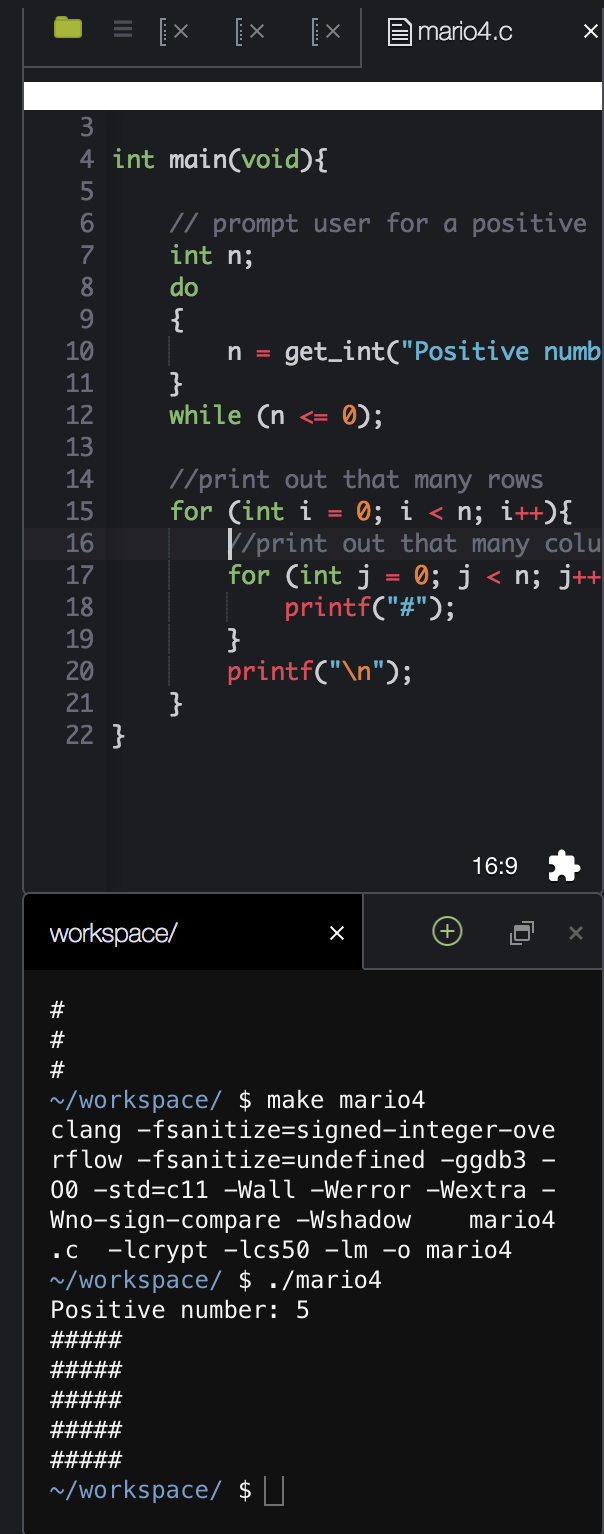 mario4.c
3
4 int main(void){
5
6 // prompt user for a positive
7 int n;
8 do
9 {
10 n = get_int("Positive numb
11 }
12 while (n <= 0);
13
14 //print out that many rows
15 for (int i = 0; i < n; i++){
16 //print out that many colu
17 for (int j = 0; j < n; j++
18 printf("#");
19 }
20 printf("\n");
21 }
22 }
16:9
workspace/
#
#
#
~/workspace/ $ make mario4
clang -fsanitize=signed-integer-ove
rflow -fsanitize=undefined -ggdb3 -
O0 -std=c11 -Wall -Werror -Wextra -
Wno-sign-compare -Wshadow    mario4
.c  -lcrypt -lcs50 -lm -o mario4
~/workspace/ $ ./mario4
Positive number: 5
#####
#####
#####
#####
#####
~/workspace/ $